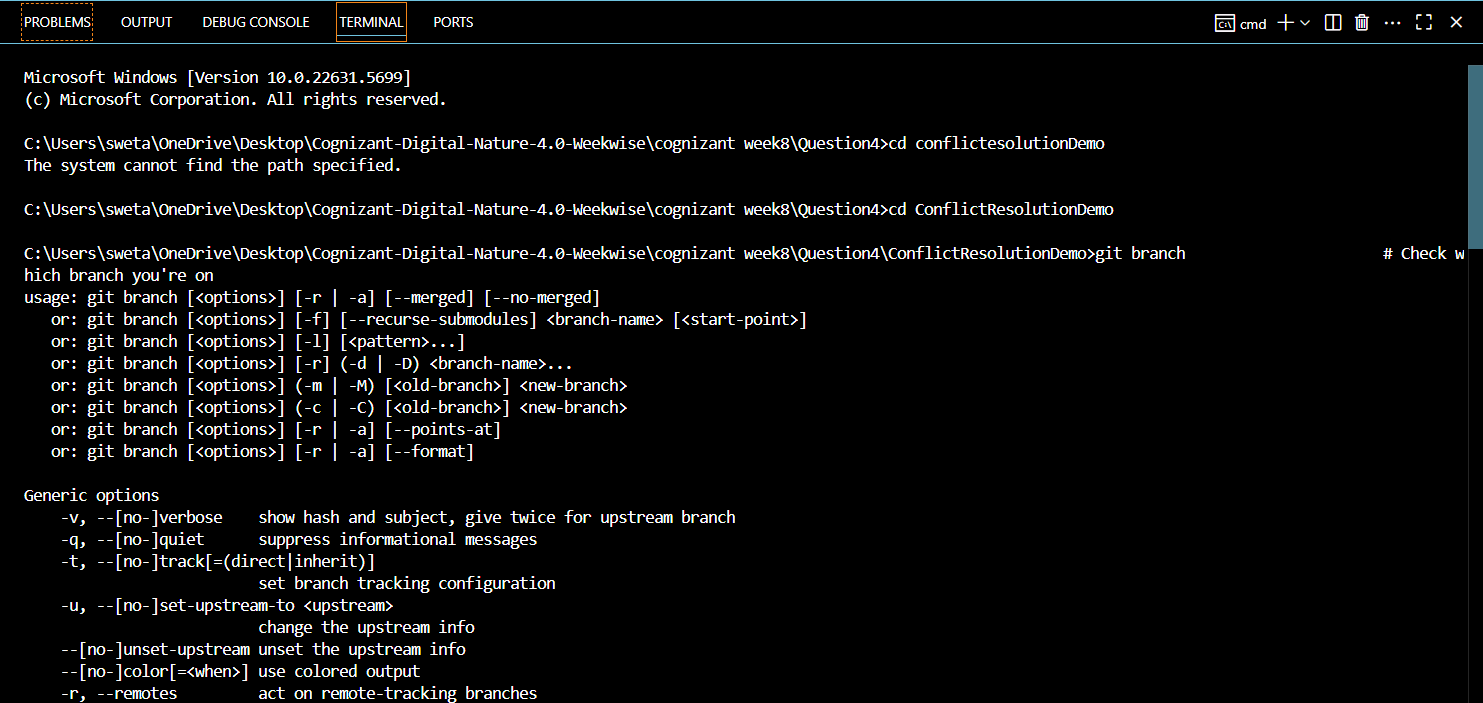 PROBLEMS OUTPUT DEBUG CONSOLE TERMINAL PORTS cmd
Microsoft Windows [Version 10.0.22631.5699]
(c) Microsoft Corporation. All rights reserved.
C:\Users\sweta\OneDrive\Desktop\Cognizant-Digital-Nature-4.0-Weekwise\cognizant week8\Question4>cd conflictesolutionDemo
The system cannot find the path specified.
C:\Users\sweta\OneDrive\Desktop\Cognizant-Digital-Nature-4.0-Weekwise\cognizant week8\Question4>cd ConflictResolutionDemo
C:\Users\sweta\OneDrive\Desktop\Cognizant-Digital-Nature-4.0-Weekwise\cognizant week8\Question4\ConflictResolutionDemo>git branch # Check w
hich branch you're on
usage: git branch [<options>] [-r | -a] [--merged] [--no-merged]
or: git branch [<options>] [-f] [--recurse-submodules] <branch-name> [<start-point>]
or: git branch [<options>] [-l] [<pattern>...]
or: git branch [<options>] [-r] (-d | -D) <branch-name>...
or: git branch [<options>] (-m | -M) [<old-branch>] <new-branch>
or: git branch [<options>] (-c | -C) [<old-branch>] <new-branch>
or: git branch [<options>] [-r | -a] [--points-at]
or: git branch [<options>] [-r | -a] [--format]
Generic options
-v, --[no-]verbose show hash and subject, give twice for upstream branch
-q, --[no-]quiet suppress informational messages
-t, --[no-]track[=(direct|inherit)]
set branch tracking configuration
-u, --[no-]set-upstream-to <upstream>
change the upstream info
--[no-]unset-upstream unset the upstream info
--[no-]color[=<when>] use colored output
-r, --remotes act on remote-tracking branches